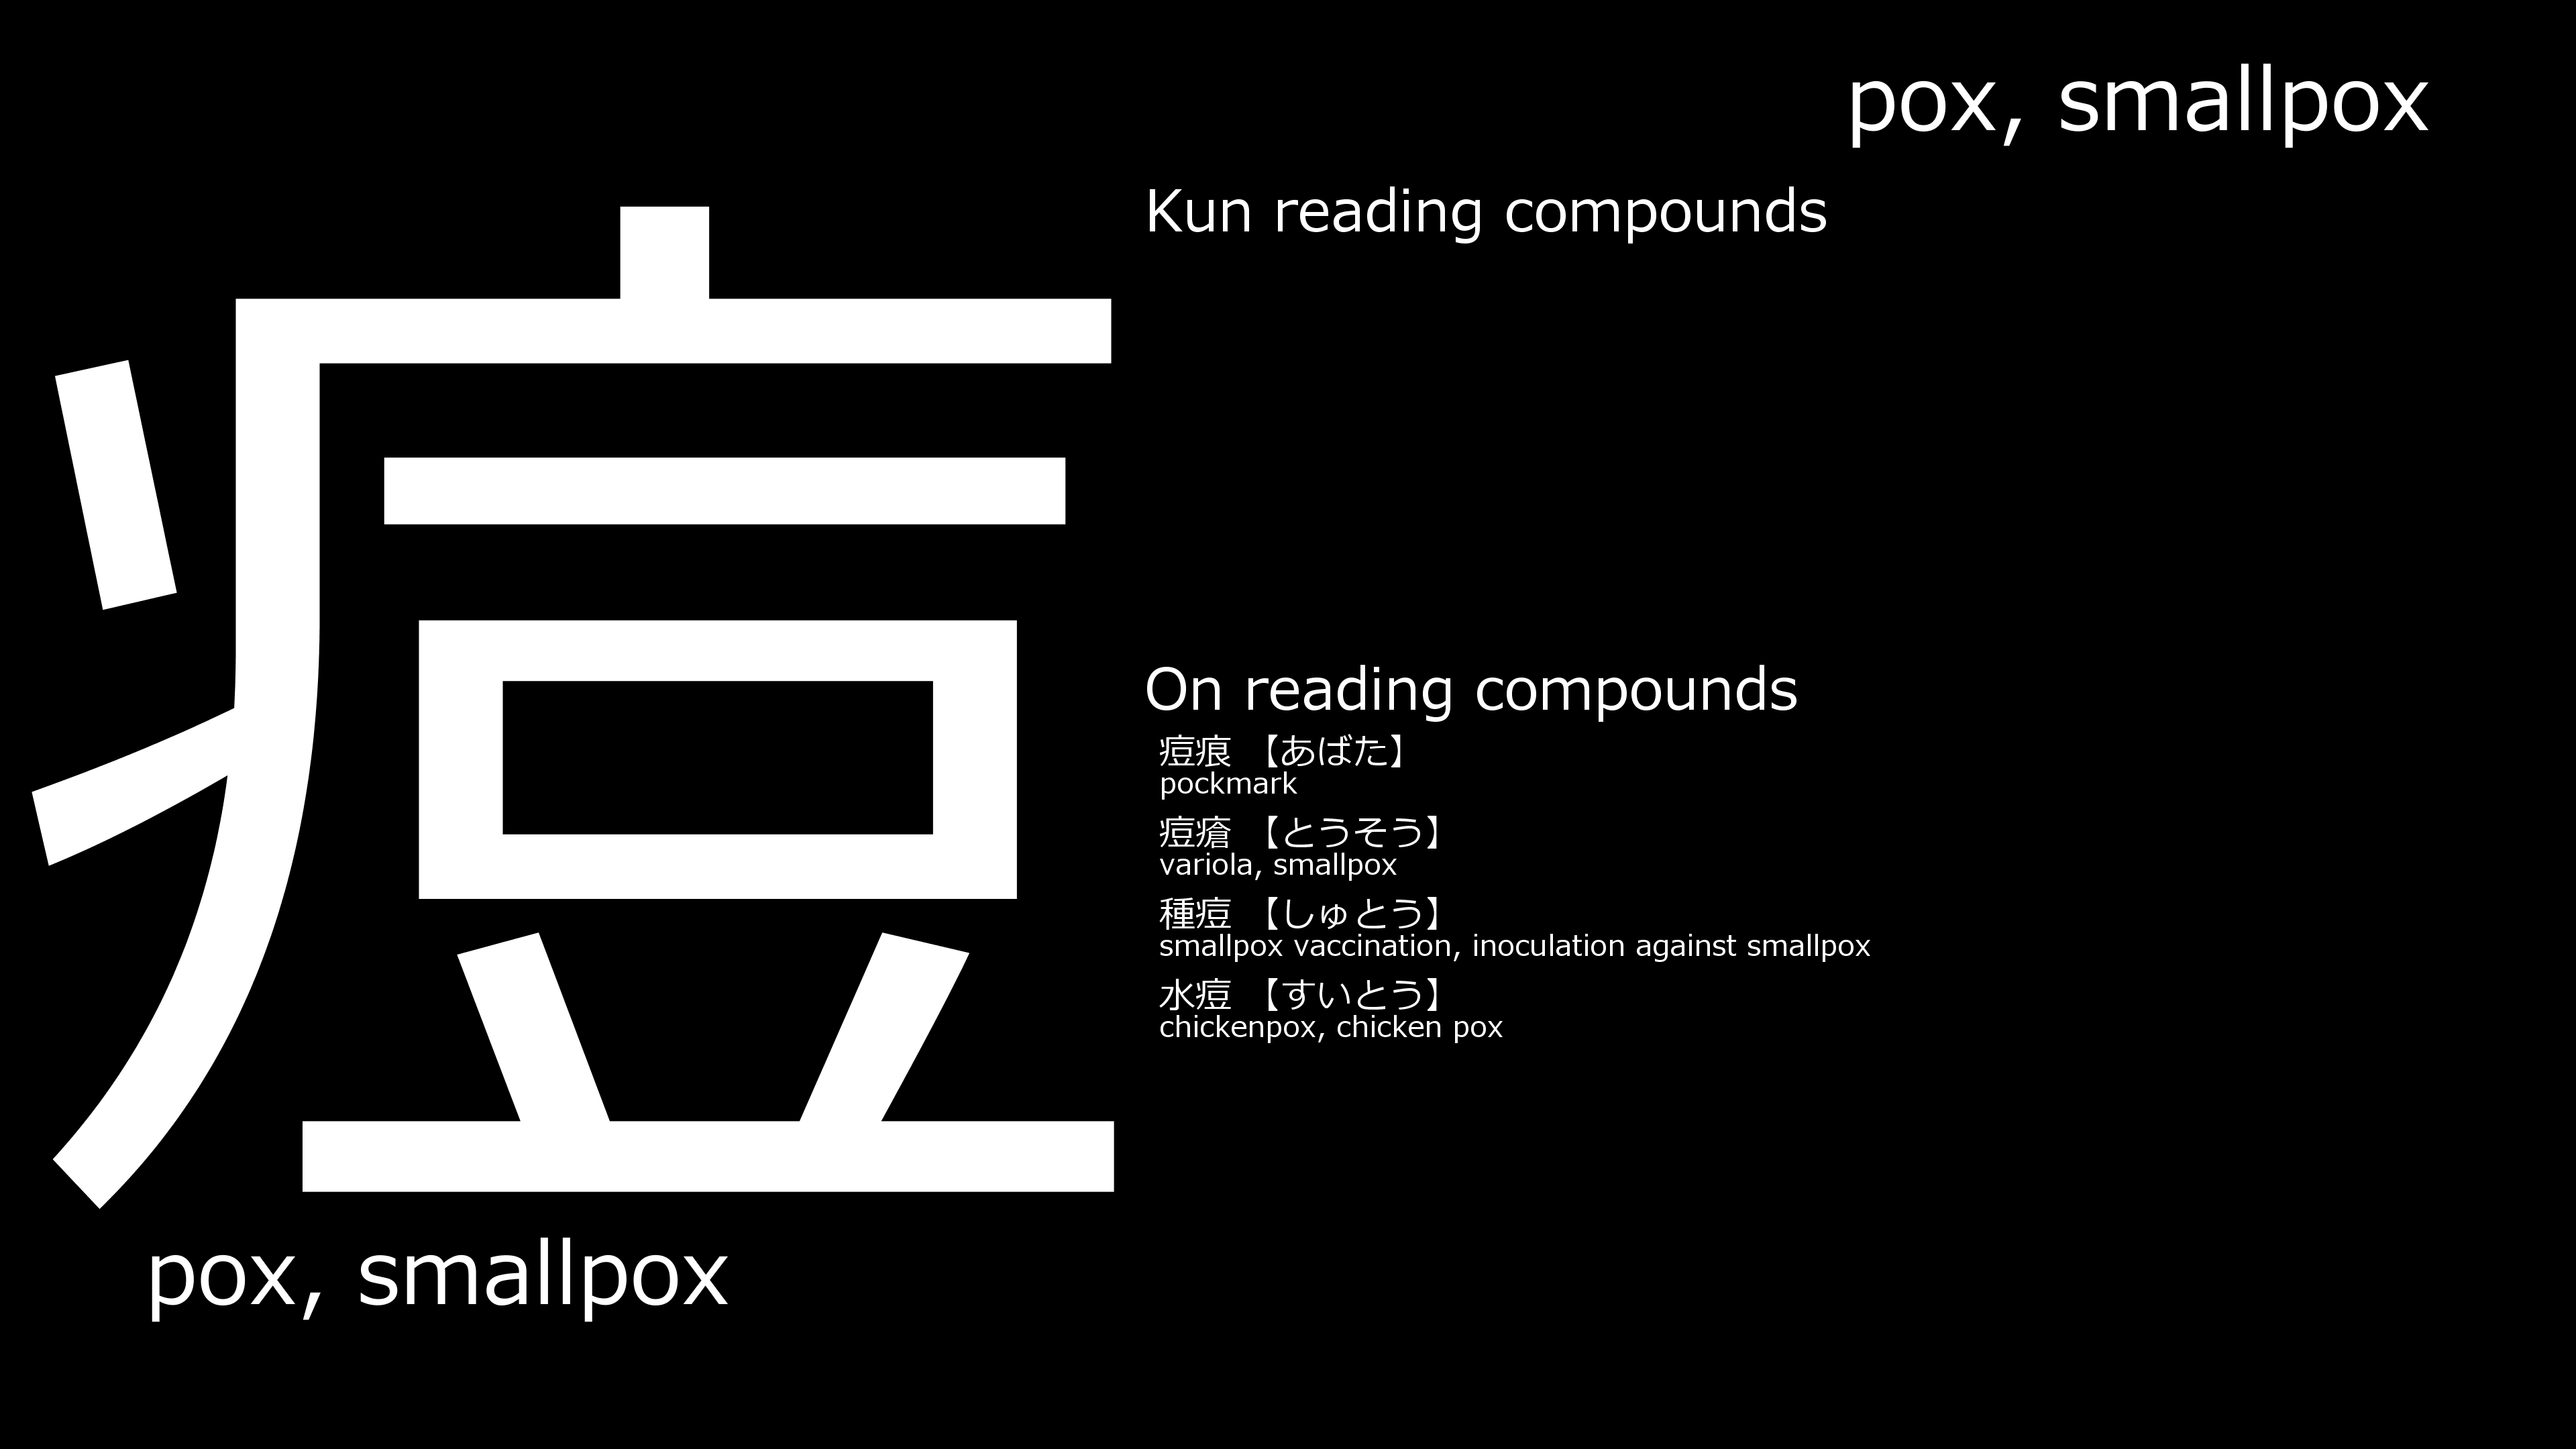 痘
pox, smallpox
pox, smallpox
Kun reading compounds
On reading compounds
痘痕 【あばた】
pockmark
痘瘡 【とうそう】
variola, smallpox
種痘 【しゅとう】
smallpox vaccination, inoculation against smallpox
水痘 【すいとう】
chickenpox, chicken pox